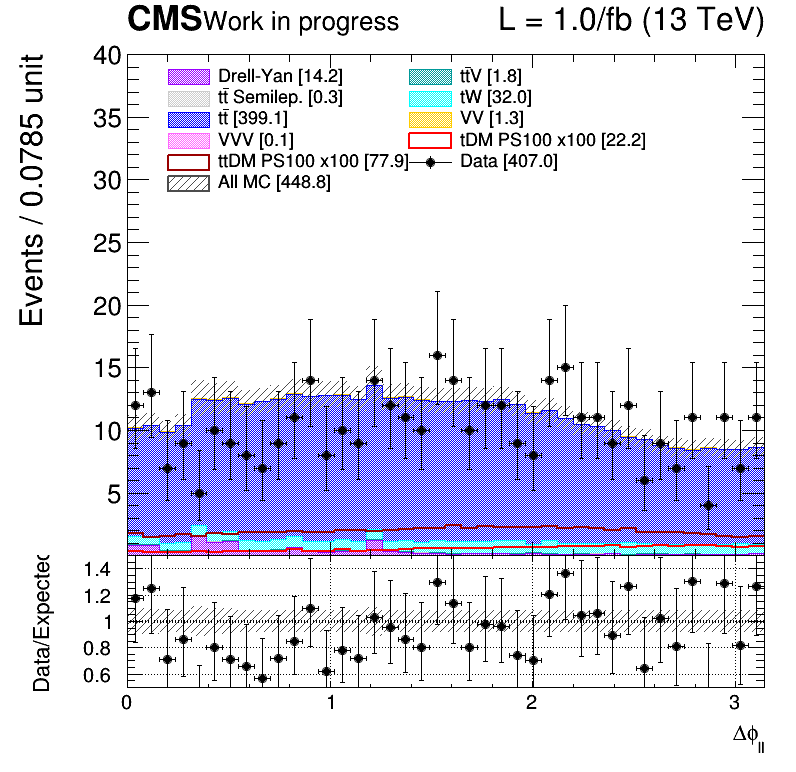 CMS Work in progress L = 1.0/fb (13 TeV)
Events / 0.0785 unit
40
35
30
25
20
15
10
5
Drell-Yan [14.2] tt̄V [1.8]
tt̄ Semilep. [0.3] tW [32.0]
tt̄ [399.1] VV [1.3]
VVV [0.1] tDM PS100 x100 [22.2]
ttDM PS100 x100 [77.9] Data [407.0]
All MC [448.8]
Data/Expected
1.4
1.2
1
0.8
0.6
0 1 2 3
Δϕ_ll